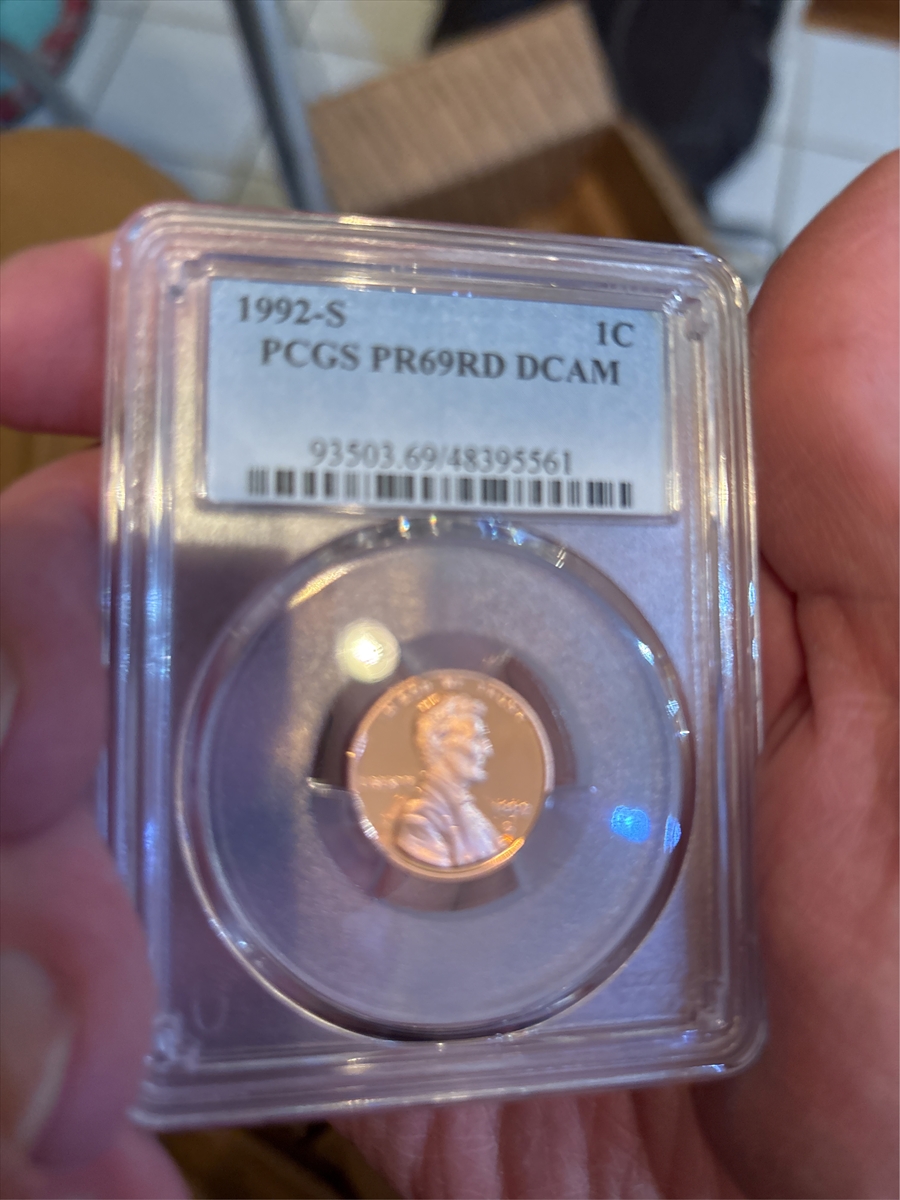 1992-S
1C
PCGS PR69RD DCAM
93503.69/48395561